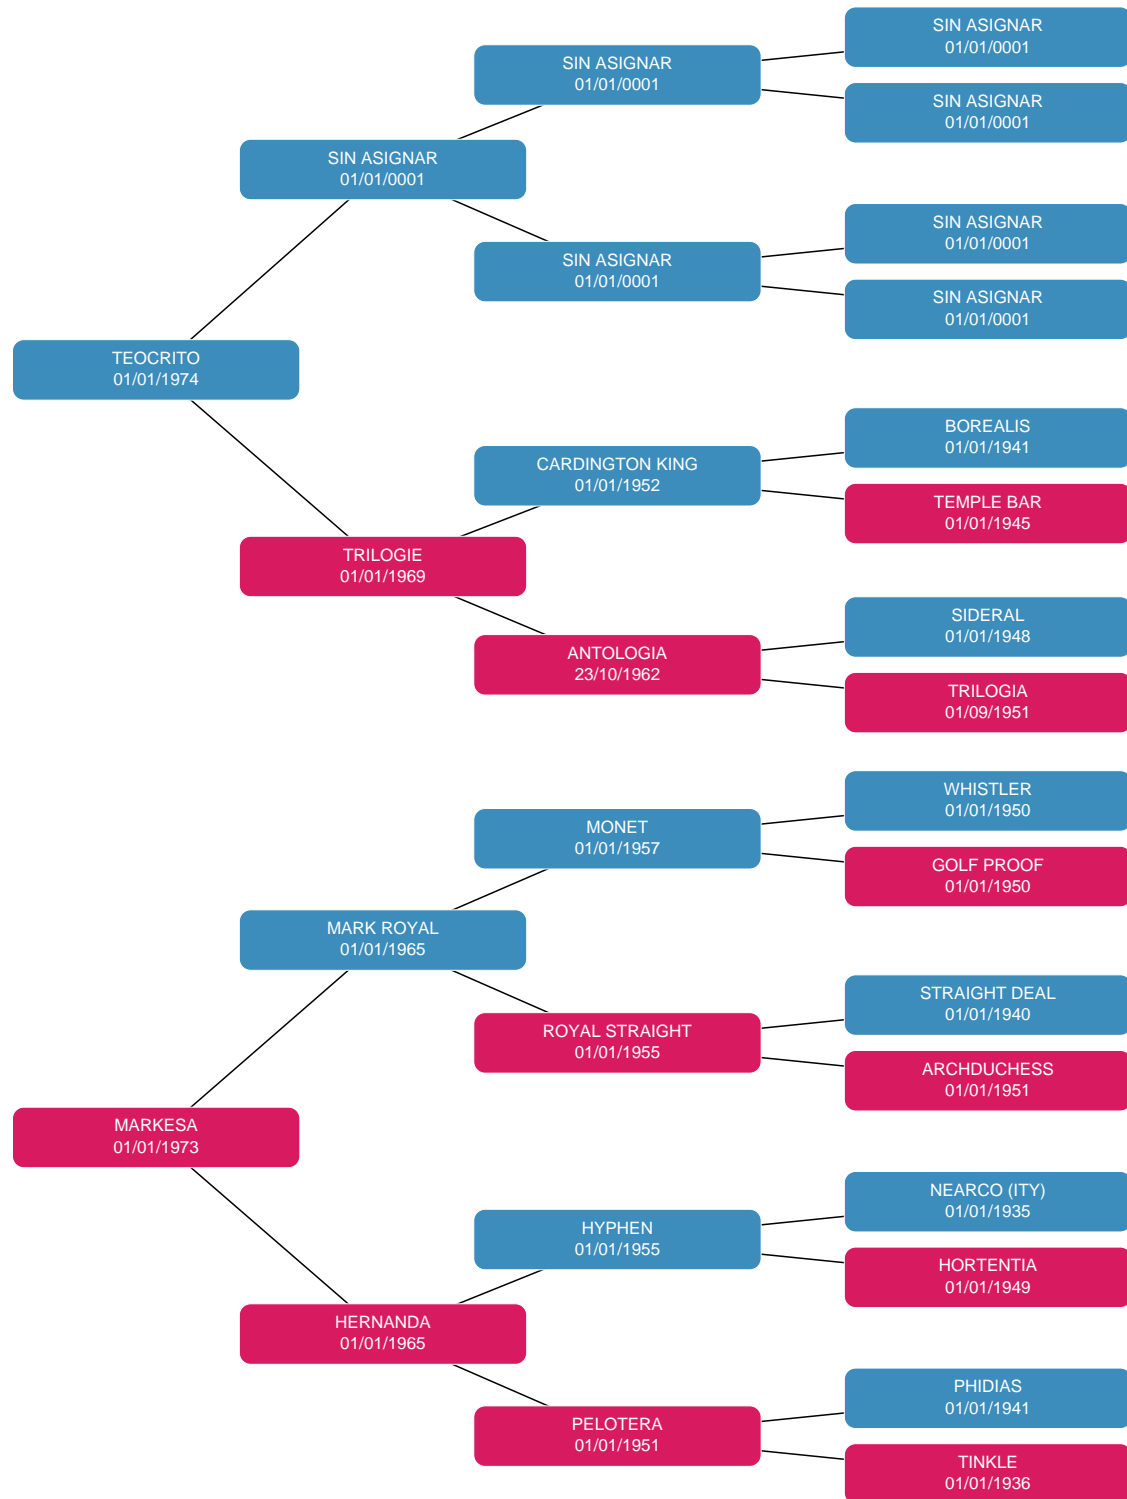 SIN ASIGNAR
01/01/0001
SIN ASIGNAR
01/01/0001
SIN ASIGNAR
01/01/0001
SIN ASIGNAR
01/01/0001
SIN ASIGNAR
01/01/0001
SIN ASIGNAR
01/01/0001
SIN ASIGNAR
01/01/0001
TEOCRITO
01/01/1974
BOREALIS
01/01/1941
CARDINGTON KING
01/01/1952
TEMPLE BAR
01/01/1945
TRILOGIE
01/01/1969
SIDERAL
01/01/1948
ANTOLOGIA
23/10/1962
TRILOGIA
01/09/1951
WHISTLER
01/01/1950
MONET
01/01/1957
GOLF PROOF
01/01/1950
MARK ROYAL
01/01/1965
STRAIGHT DEAL
01/01/1940
ROYAL STRAIGHT
01/01/1955
ARCHDUCHESS
01/01/1951
MARKESA
01/01/1973
NEARCO (ITY)
01/01/1935
HYPHEN
01/01/1955
HORTENTIA
01/01/1949
HERNANDA
01/01/1965
PHIDIAS
01/01/1941
PELOTERA
01/01/1951
TINKLE
01/01/1936